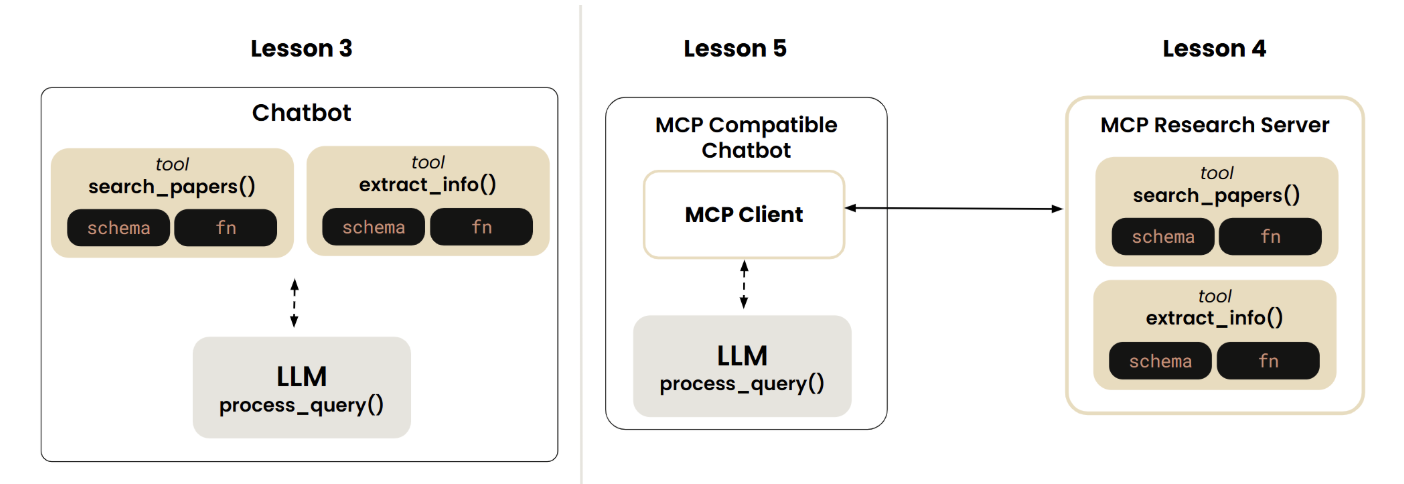 Lesson 3
Chatbot
tool
search_papers()
schema
fn
tool
extract_info()
schema
fn
LLM
process_query()
Lesson 5
MCP Compatible
Chatbot
MCP Client
LLM
process_query()
Lesson 4
MCP Research Server
tool
search_papers()
schema
fn
tool
extract_info()
schema
fn